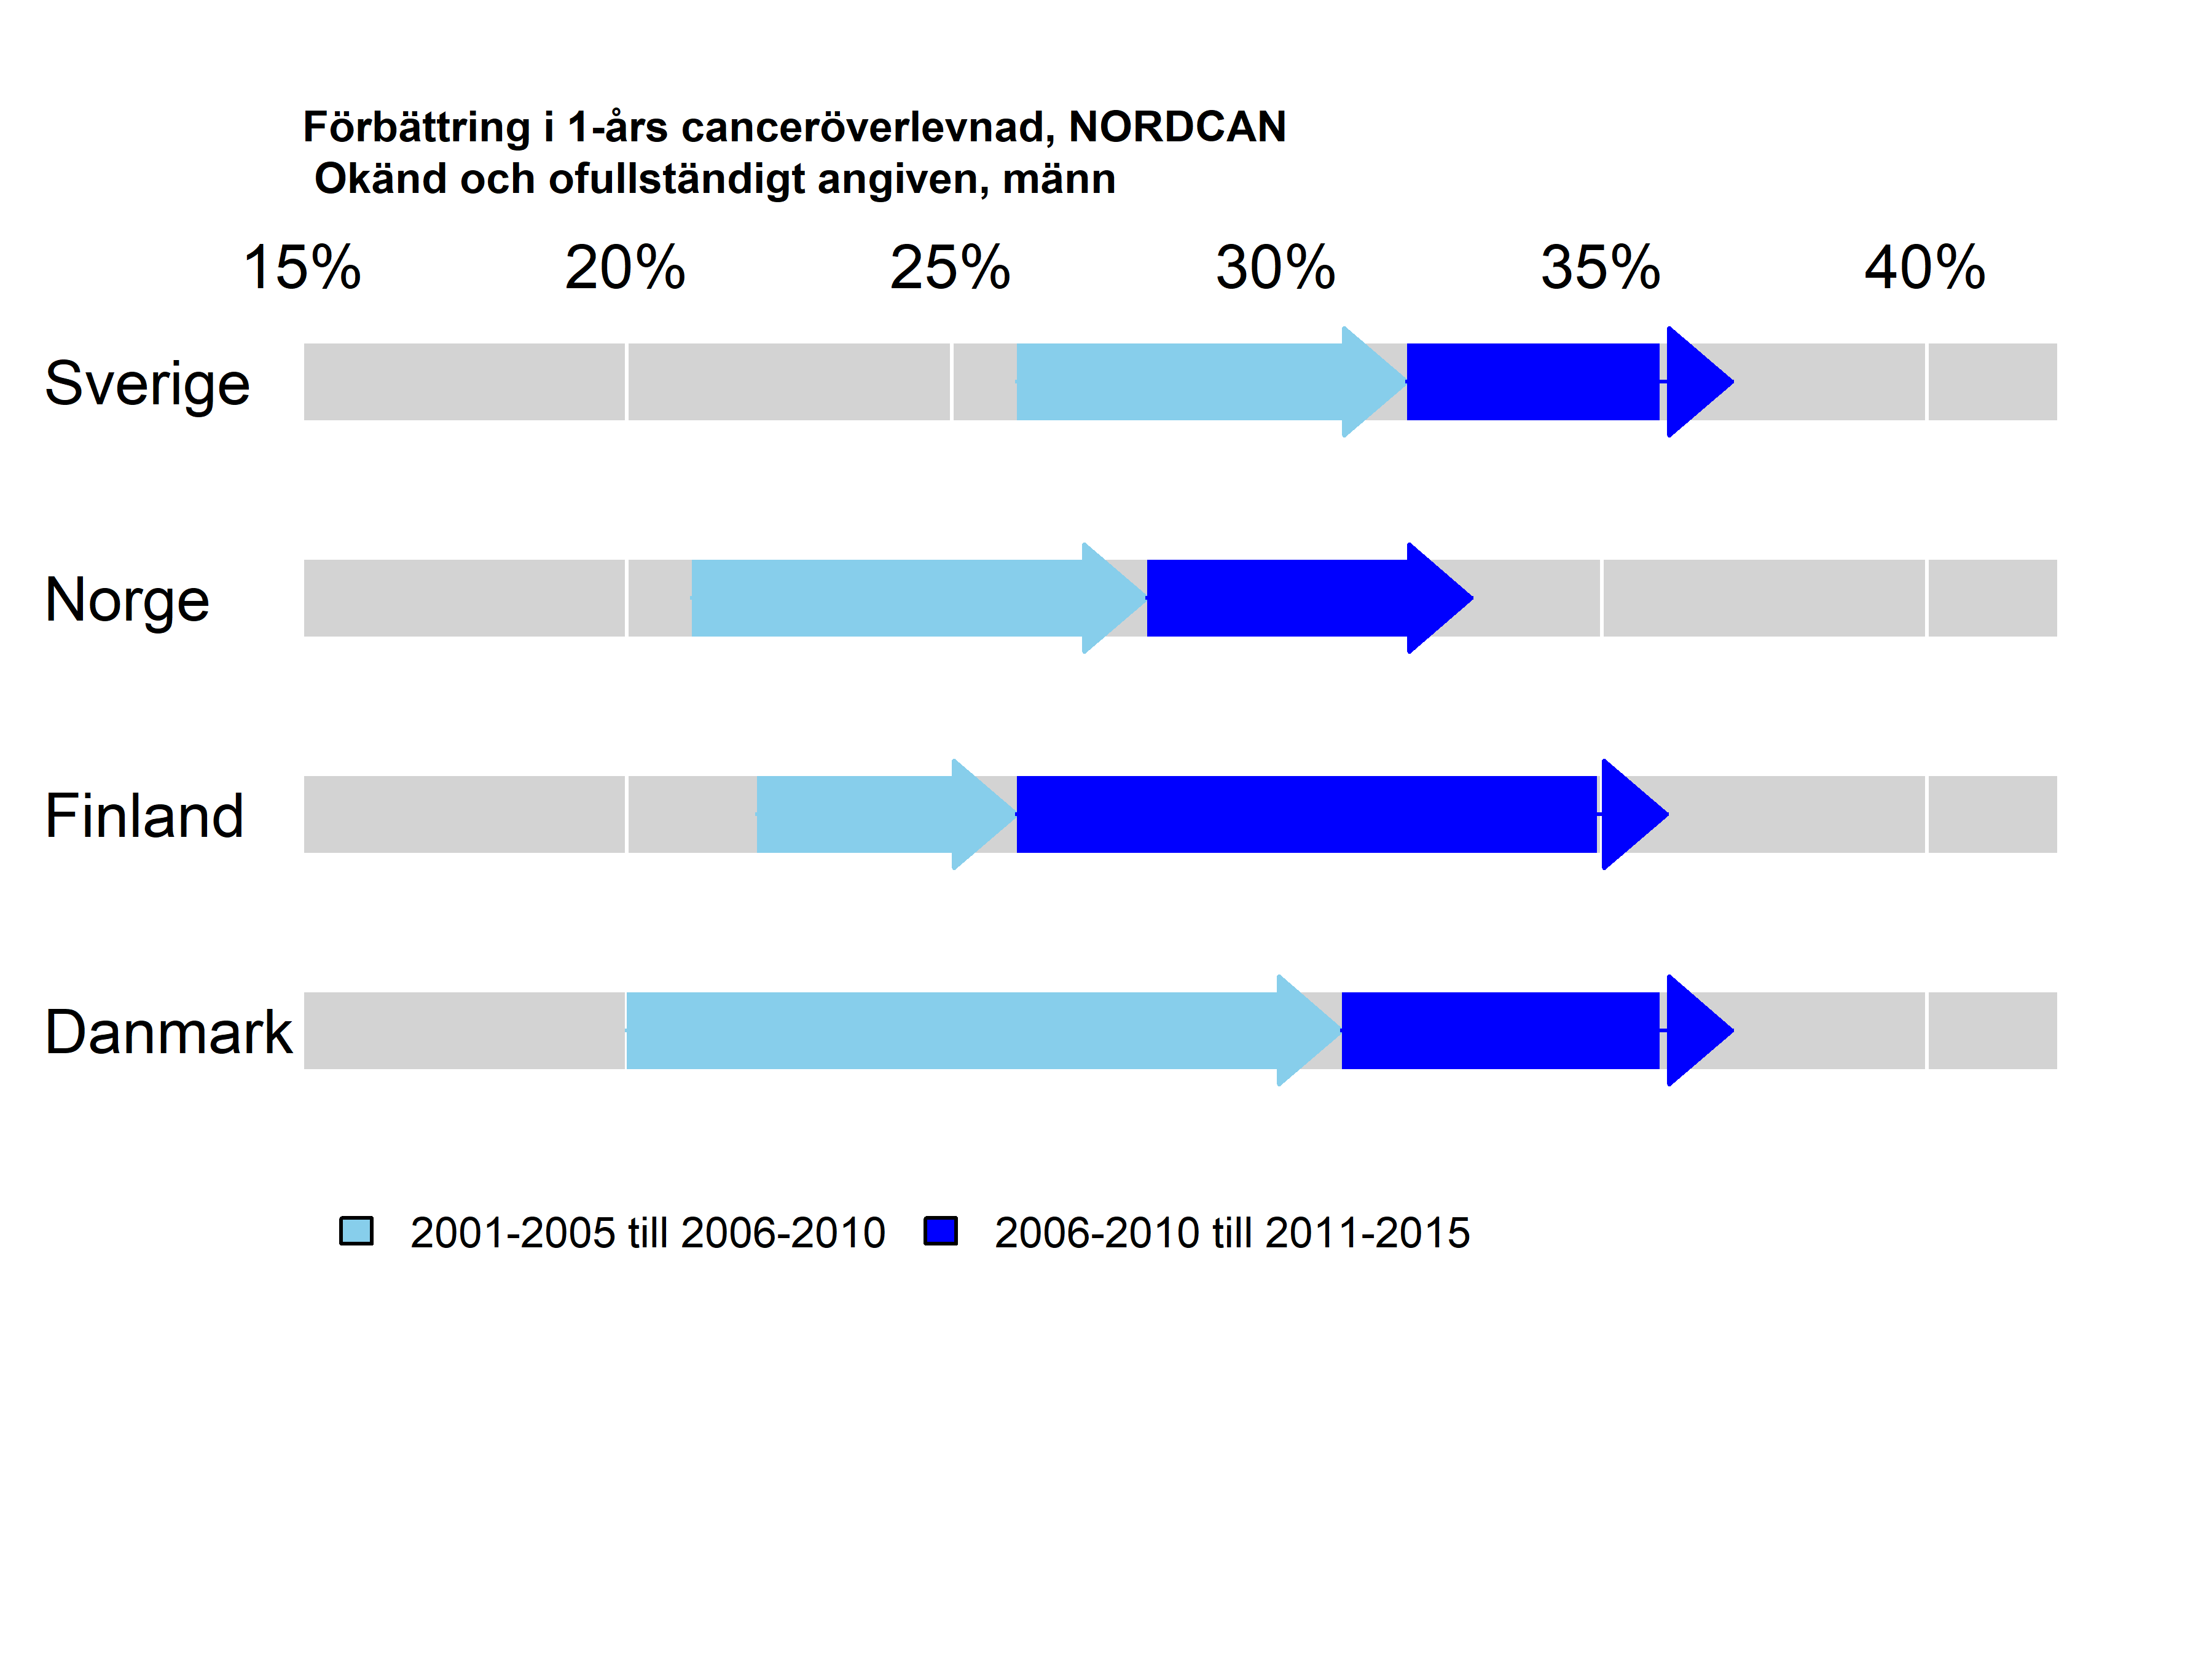 Förbättring i 1-års canceröverlevnad, NORDCAN
Okänd och ofullständigt angiven, männ
15% 20% 25% 30% 35% 40%
Sverige
Norge
Finland
Danmark
2001-2005 till 2006-2010 2006-2010 till 2011-2015